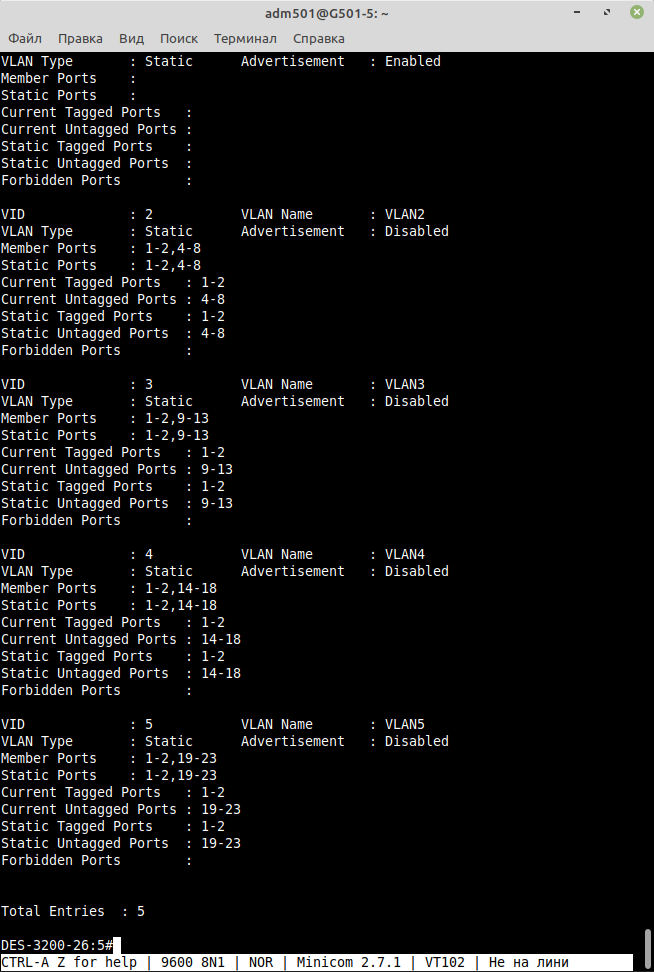 adm501@G501-5: ~
Файл Правка Вид Поиск Терминал Справка
VLAN Type       : Static      Advertisement   : Enabled
Member Ports    :
Static Ports    :
Current Tagged Ports   :
Current Untagged Ports :
Static Tagged Ports    :
Static Untagged Ports  :
Forbidden Ports        :
VID             : 2           VLAN Name       : VLAN2
VLAN Type       : Static      Advertisement   : Disabled
Member Ports    : 1-2,4-8
Static Ports    : 1-2,4-8
Current Tagged Ports   : 1-2
Current Untagged Ports : 4-8
Static Tagged Ports    : 1-2
Static Untagged Ports  : 4-8
Forbidden Ports        :
VID             : 3           VLAN Name       : VLAN3
VLAN Type       : Static      Advertisement   : Disabled
Member Ports    : 1-2,9-13
Static Ports    : 1-2,9-13
Current Tagged Ports   : 1-2
Current Untagged Ports : 9-13
Static Tagged Ports    : 1-2
Static Untagged Ports  : 9-13
Forbidden Ports        :
VID             : 4           VLAN Name       : VLAN4
VLAN Type       : Static      Advertisement   : Disabled
Member Ports    : 1-2,14-18
Static Ports    : 1-2,14-18
Current Tagged Ports   : 1-2
Current Untagged Ports : 14-18
Static Tagged Ports    : 1-2
Static Untagged Ports  : 14-18
Forbidden Ports        :
VID             : 5           VLAN Name       : VLAN5
VLAN Type       : Static      Advertisement   : Disabled
Member Ports    : 1-2,19-23
Static Ports    : 1-2,19-23
Current Tagged Ports   : 1-2
Current Untagged Ports : 19-23
Static Tagged Ports    : 1-2
Static Untagged Ports  : 19-23
Forbidden Ports        :
Total Entries  : 5
DES-3200-26:5#
CTRL-A Z for help | 9600 8N1 | NOR | Minicom 2.7.1 | VT102 | Не на лини